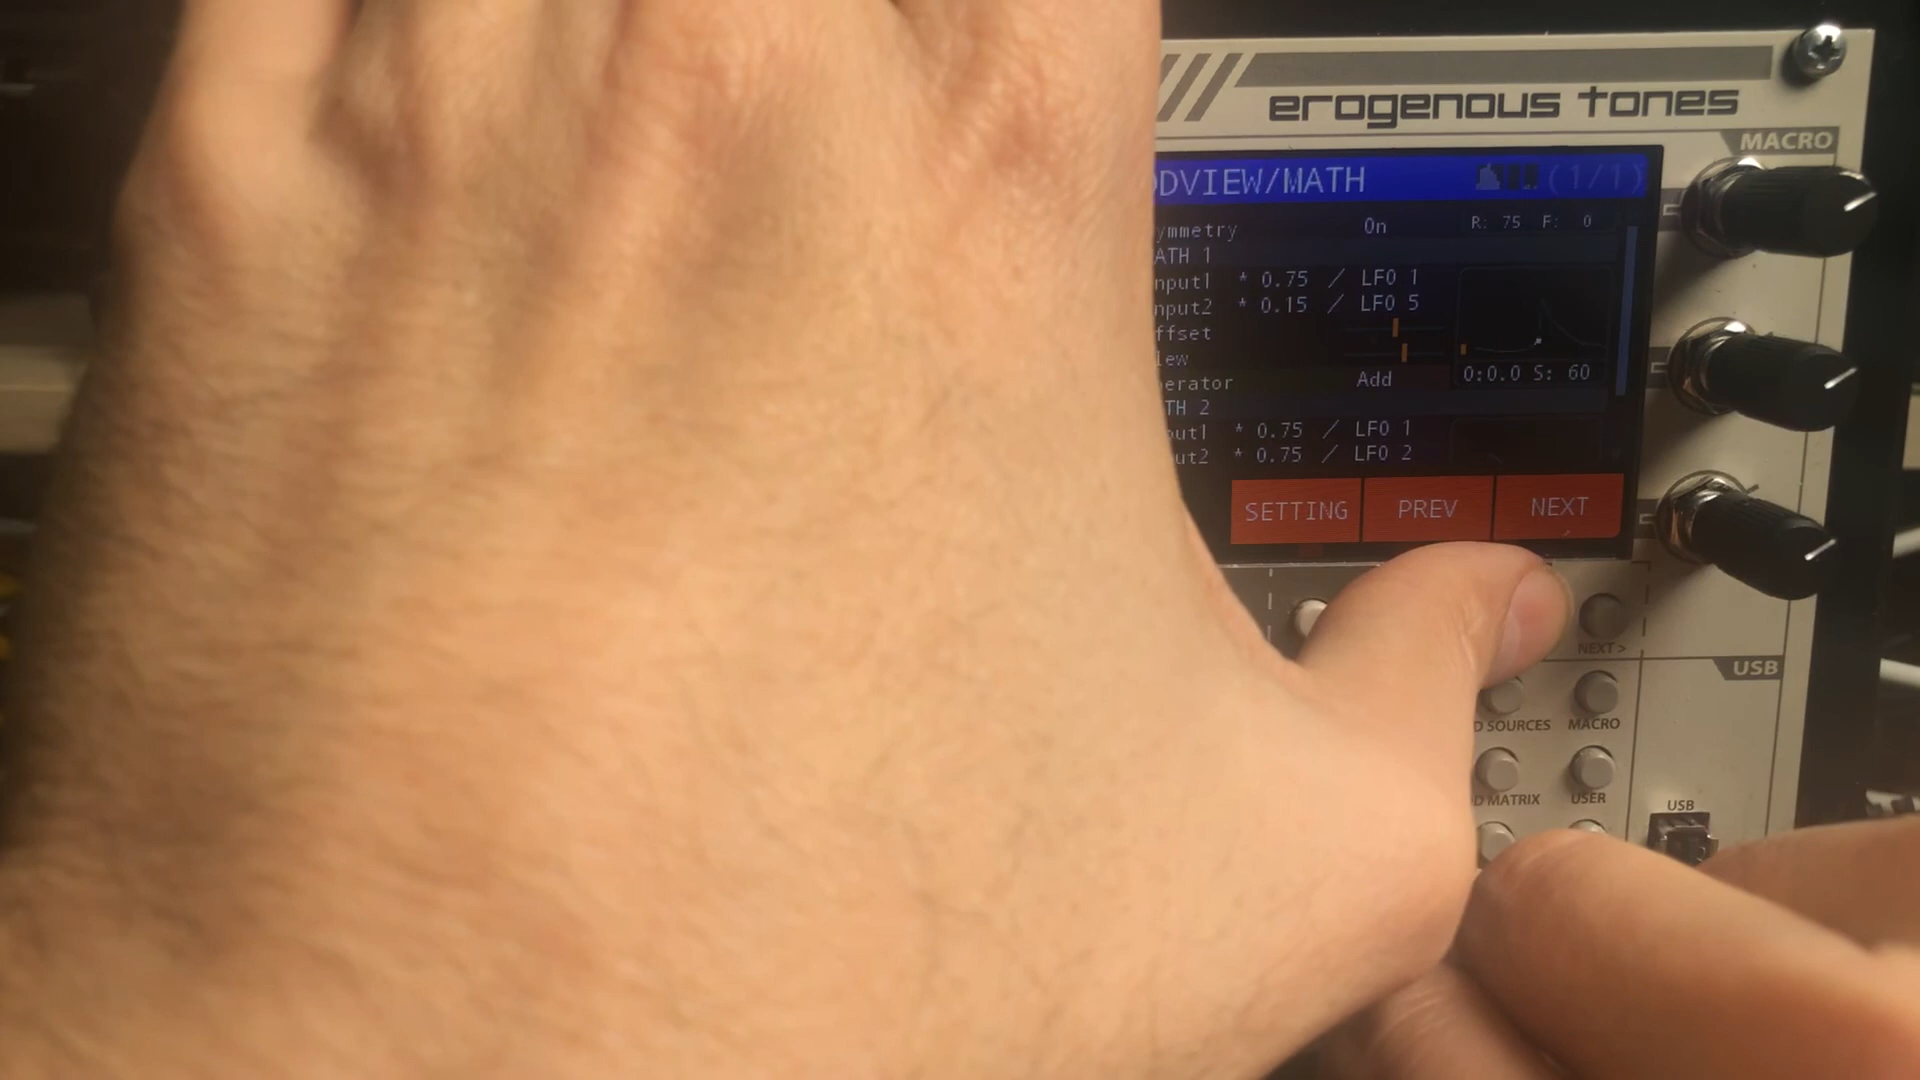 erogenous tones
MACRO
DVIEW/MATH (1/1)
ymmetry On R: 75 F: 0
ATH 1
nput1 * 0.75 / LFO 1
nput2 * 0.15 / LFO 5
ffset
lew
perator Add 0:0.0 S: 60
TH 2
put1 * 0.75 / LFO 1
ut2 * 0.75 / LFO 2
SETTING PREV NEXT
NEXT >
USB
D SOURCES MACRO
D MATRIX USER
USB